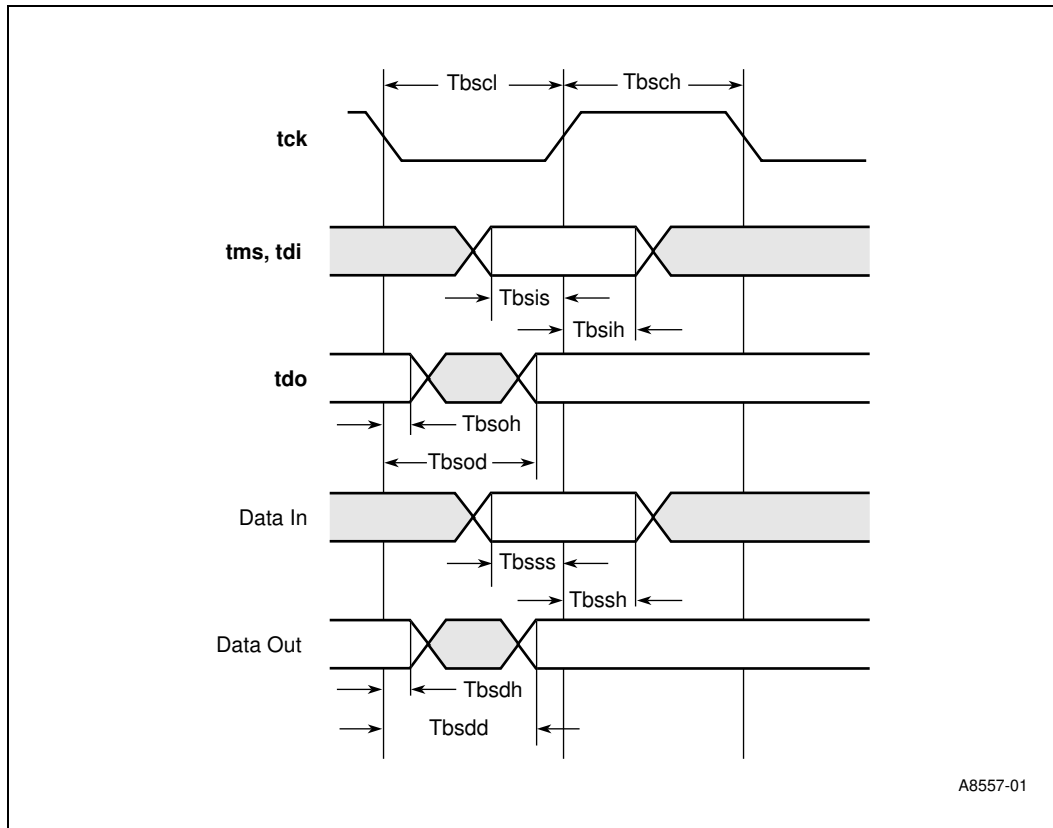 Tbscl
Tbsch
tck
tms, tdi
Tbsis
Tbsih
tdo
Tbsoh
Tbsod
Data In
Tbsss
Tbssh
Data Out
Tbsdh
Tbsdd
A8557-01